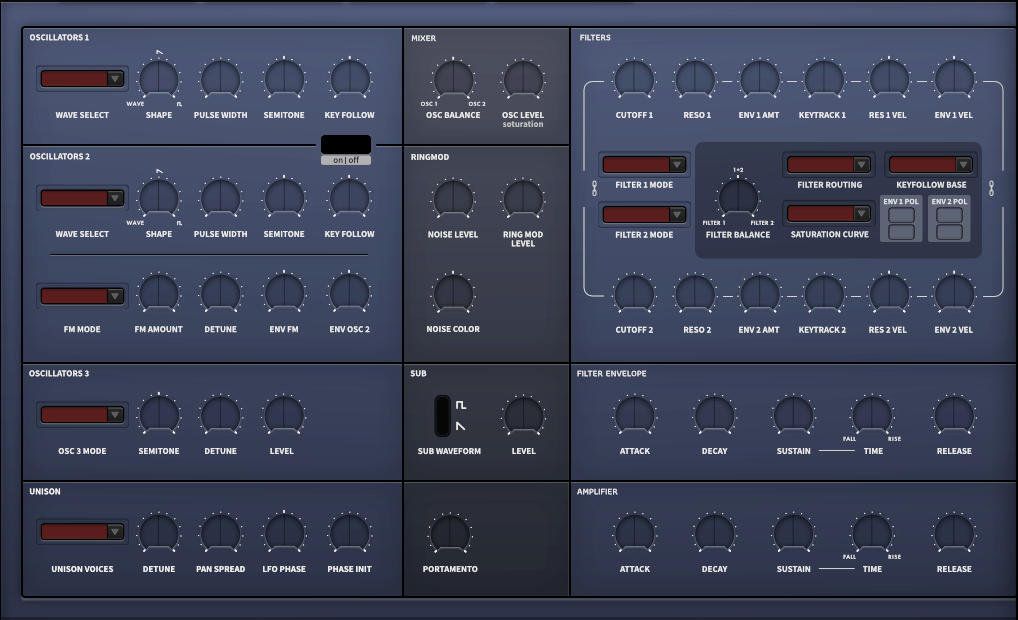 OSCILLATORS 1
WAVE
SHAPE
WAVE SELECT
PULSE WIDTH
SEMITONE
KEY FOLLOW
on | off
OSCILLATORS 2
WAVE
WAVE SELECT
SHAPE
PULSE WIDTH
SEMITONE
KEY FOLLOW
FM MODE
FM AMOUNT
DETUNE
ENV FM
ENV OSC 2
OSCILLATORS 3
OSC 3 MODE
SEMITONE
DETUNE
LEVEL
UNISON
UNISON VOICES
DETUNE
PAN SPREAD
LFO PHASE
PHASE INIT
MIXER
OSC 1
OSC 2
OSC BALANCE
OSC LEVEL
soturation
RINGMOD
NOISE LEVEL
RING MOD
LEVEL
NOISE COLOR
SUB
SUB WAVEFORM
LEVEL
PORTAMENTO
FILTERS
CUTOFF 1
RESO 1
ENV 1 AMT
KEYTRACK 1
RES 1 VEL
ENV 1 VEL
FILTER 1 MODE
FILTER 2 MODE
1+2
FILTER 1
FILTER 2
FILTER BALANCE
FILTER ROUTING
SATURATION CURVE
KEYFOLLOW BASE
ENV 1 POL
ENV 2 POL
CUTOFF 2
RESO 2
ENV 2 AMT
KEYTRACK 2
RES 2 VEL
ENV 2 VEL
FILTER ENVELOPE
ATTACK
DECAY
SUSTAIN
FALL
RISE
TIME
RELEASE
AMPLIFIER
ATTACK
DECAY
SUSTAIN
FALL
RISE
TIME
RELEASE